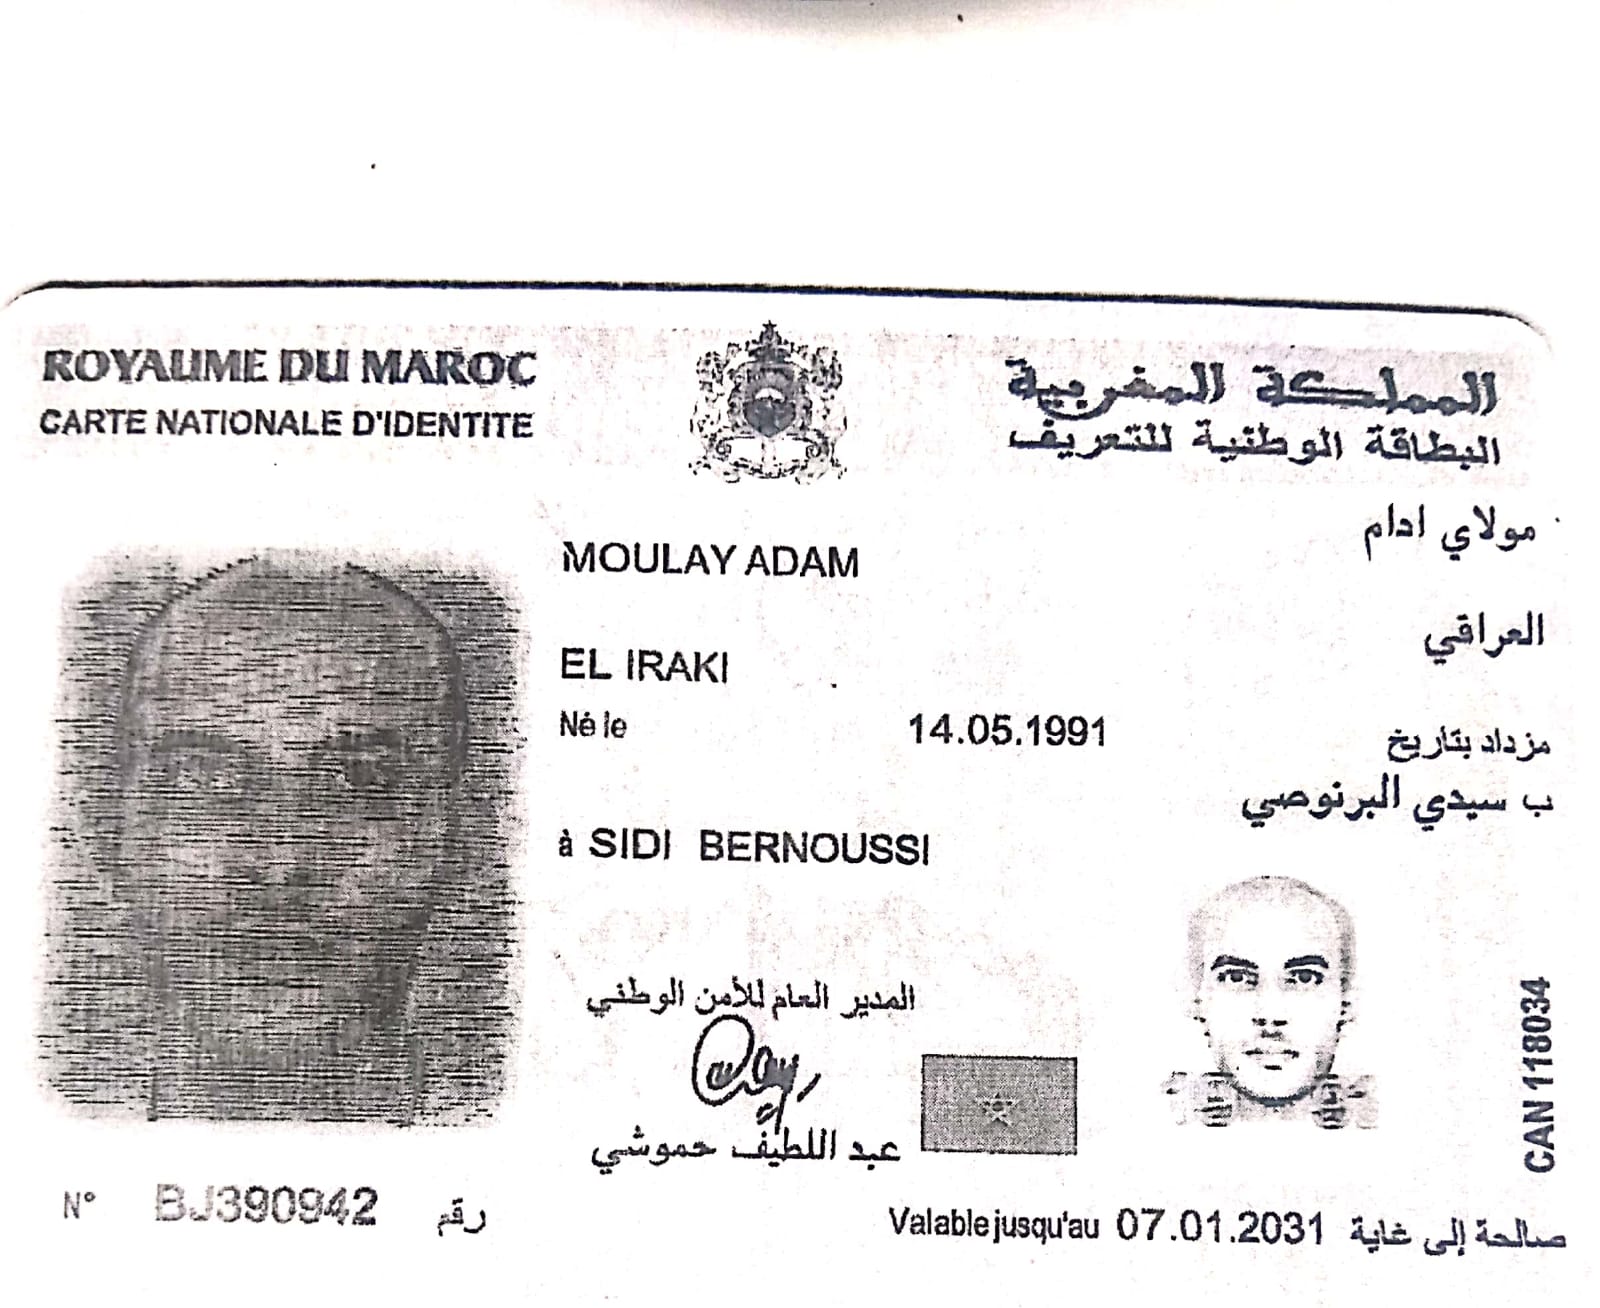 ROYAUME DU MAROC
المملكة المغربية
CARTE NATIONALE D'IDENTITE
البطاقة الوطنية للتعريف
مولاي ادام
MOULAY ADAM
العراقي
EL IRAKI
Né le 14.05.1991 مزداد بتاريخ
ب سيدي البرنوصي
à SIDI BERNOUSSI
المدير العام للأمن الوطني
عبد اللطيف حموشي
CAN 118034
N° BJ390942 رقم
Valable jusqu'au 07.01.2031 صالحة إلى غاية